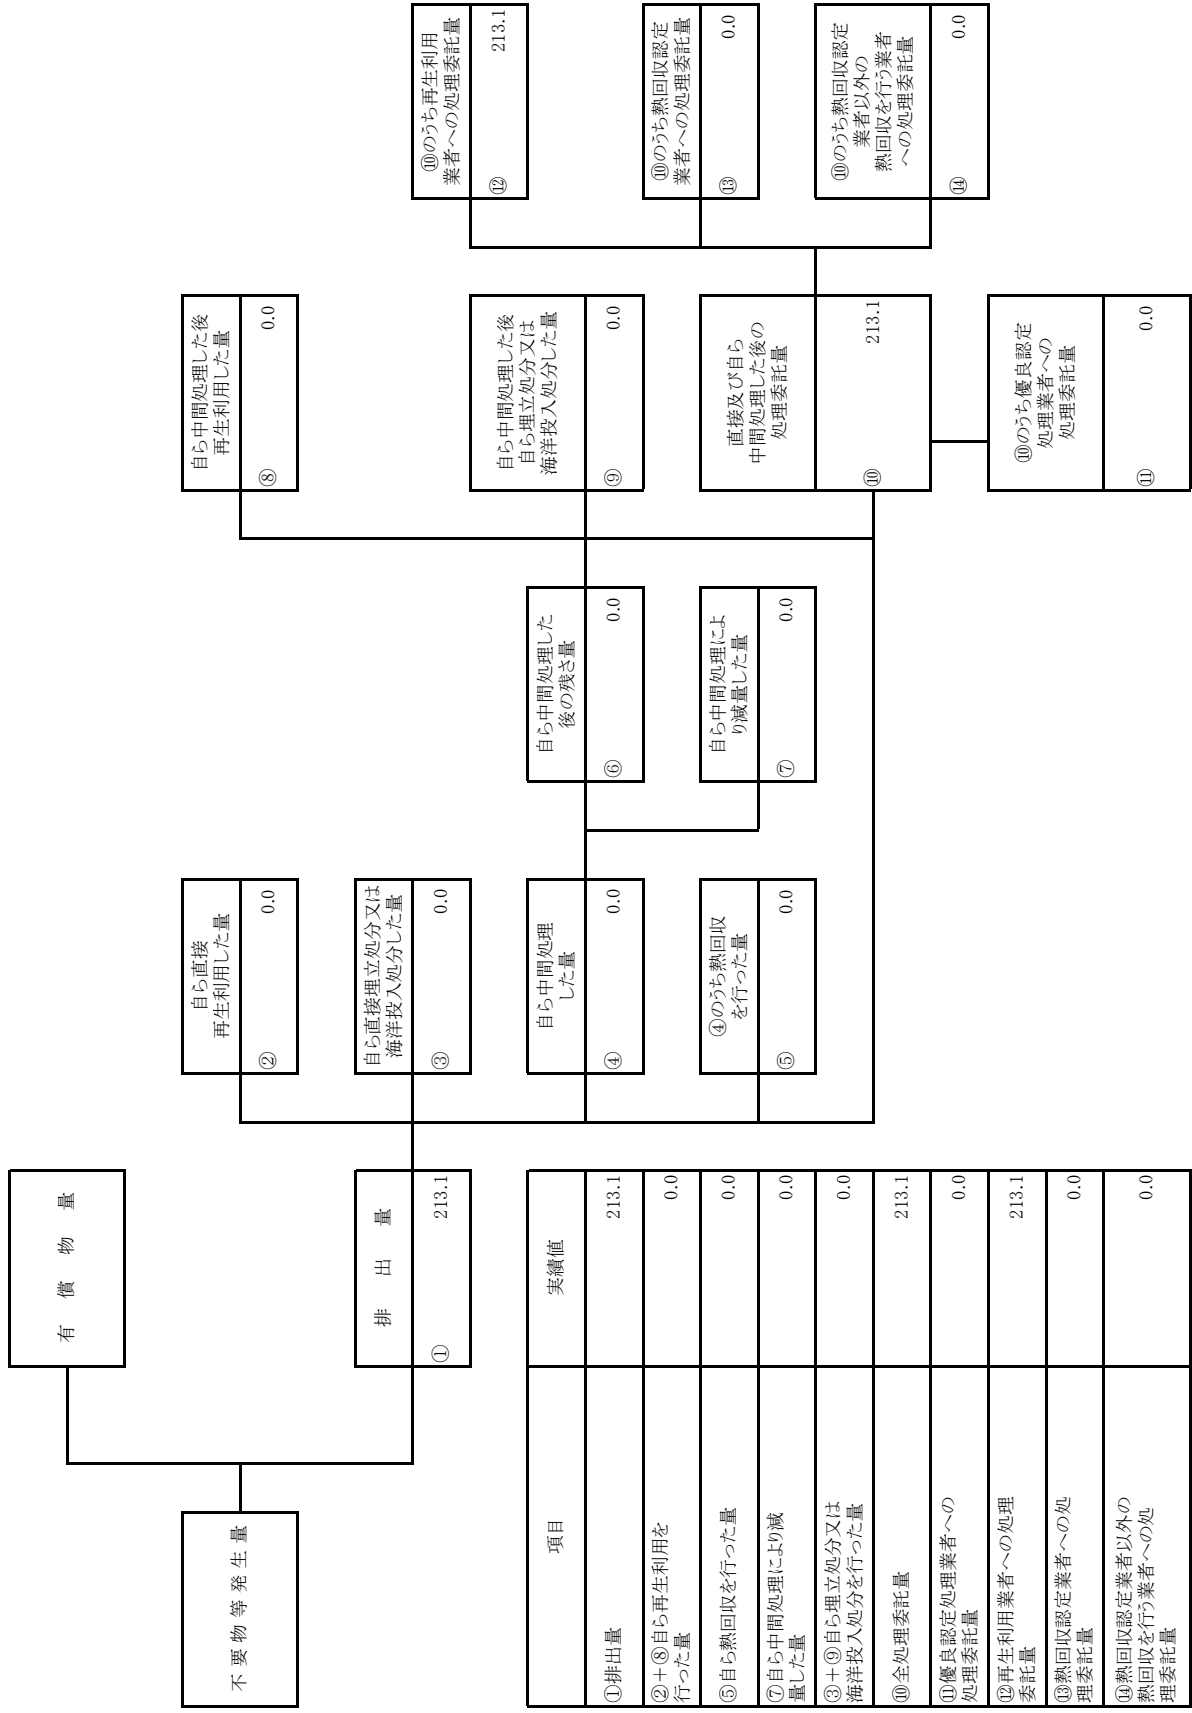 不要物等発生量
有償物量
排出量
① 213.1
自ら直接
再生利用した量
② 0.0
自ら直接埋立処分又は
海洋投入処分した量
③ 0.0
自ら中間処理
した量
④ 0.0
④のうち熱回収
を行った量
⑤ 0.0
自ら中間処理した
後の残さ量
⑥ 0.0
自ら中間処理によ
り減量した量
⑦ 0.0
自ら中間処理した後
再生利用した量
⑧ 0.0
自ら中間処理した後
自ら埋立処分又は
海洋投入処分した量
⑨ 0.0
直接及び自ら
中間処理した後の
処理委託量
⑩ 213.1
⑩のうち優良認定
処理業者への
処理委託量
⑪ 0.0
⑩のうち再生利用
業者への処理委託量
⑫ 213.1
⑩のうち熱回収認定
業者への処理委託量
⑬ 0.0
⑩のうち熱回収認定
業者以外の
熱回収を行う業者
への処理委託量
⑭ 0.0
項目 実績値
①排出量 213.1
②＋⑧自ら再生利用を
行った量 0.0
⑤自ら熱回収を行った量 0.0
⑦自ら中間処理により減
量した量 0.0
③＋⑨自ら埋立処分又は
海洋投入処分を行った量 0.0
⑩全処理委託量 213.1
⑪優良認定処理業者への
処理委託量 0.0
⑫再生利用業者への処理
委託量 213.1
⑬熱回収認定業者への処
理委託量 0.0
⑭熱回収認定業者以外の
熱回収を行う業者への処
理委託量 0.0